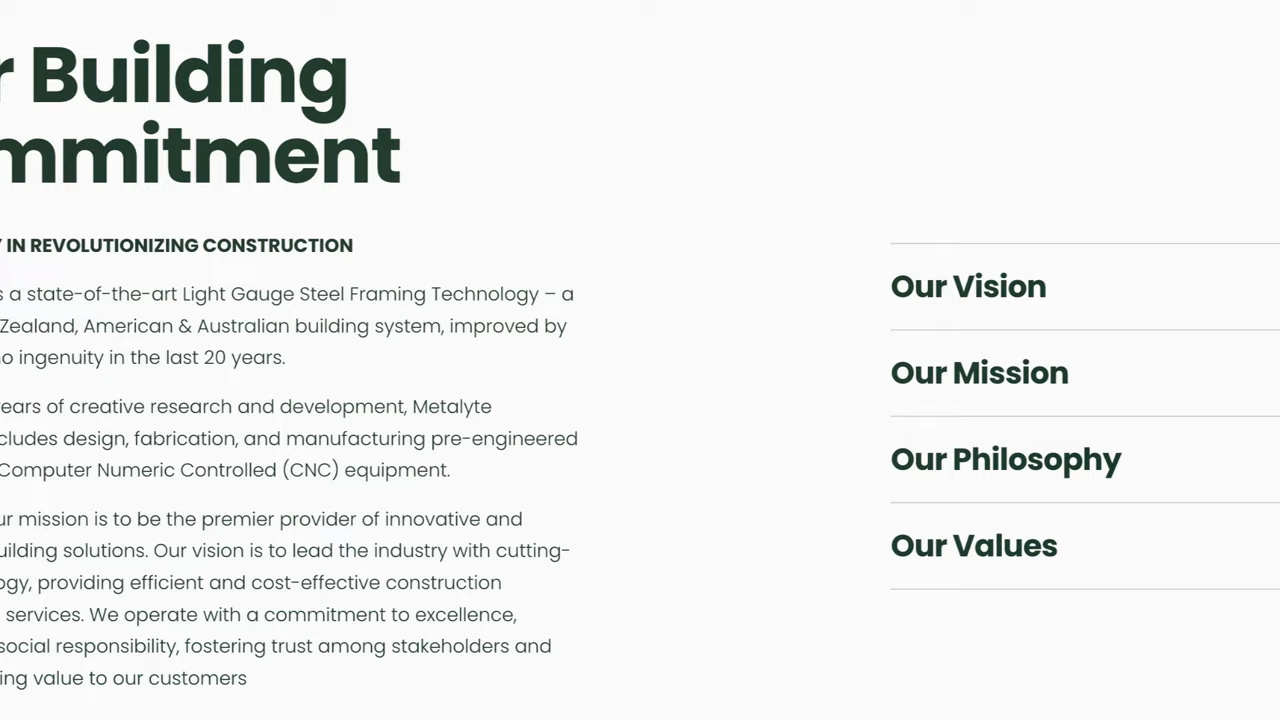 r Building
mmitment
Y IN REVOLUTIONIZING CONSTRUCTION
s a state-of-the-art Light Gauge Steel Framing Technology – a
Zealand, American & Australian building system, improved by
no ingenuity in the last 20 years.
ears of creative research and development, Metalyte
cludes design, fabrication, and manufacturing pre-engineered
Computer Numeric Controlled (CNC) equipment.
ur mission is to be the premier provider of innovative and
uilding solutions. Our vision is to lead the industry with cutting-
ogy, providing efficient and cost-effective construction
services. We operate with a commitment to excellence,
social responsibility, fostering trust among stakeholders and
ing value to our customers
Our Vision
Our Mission
Our Philosophy
Our Values